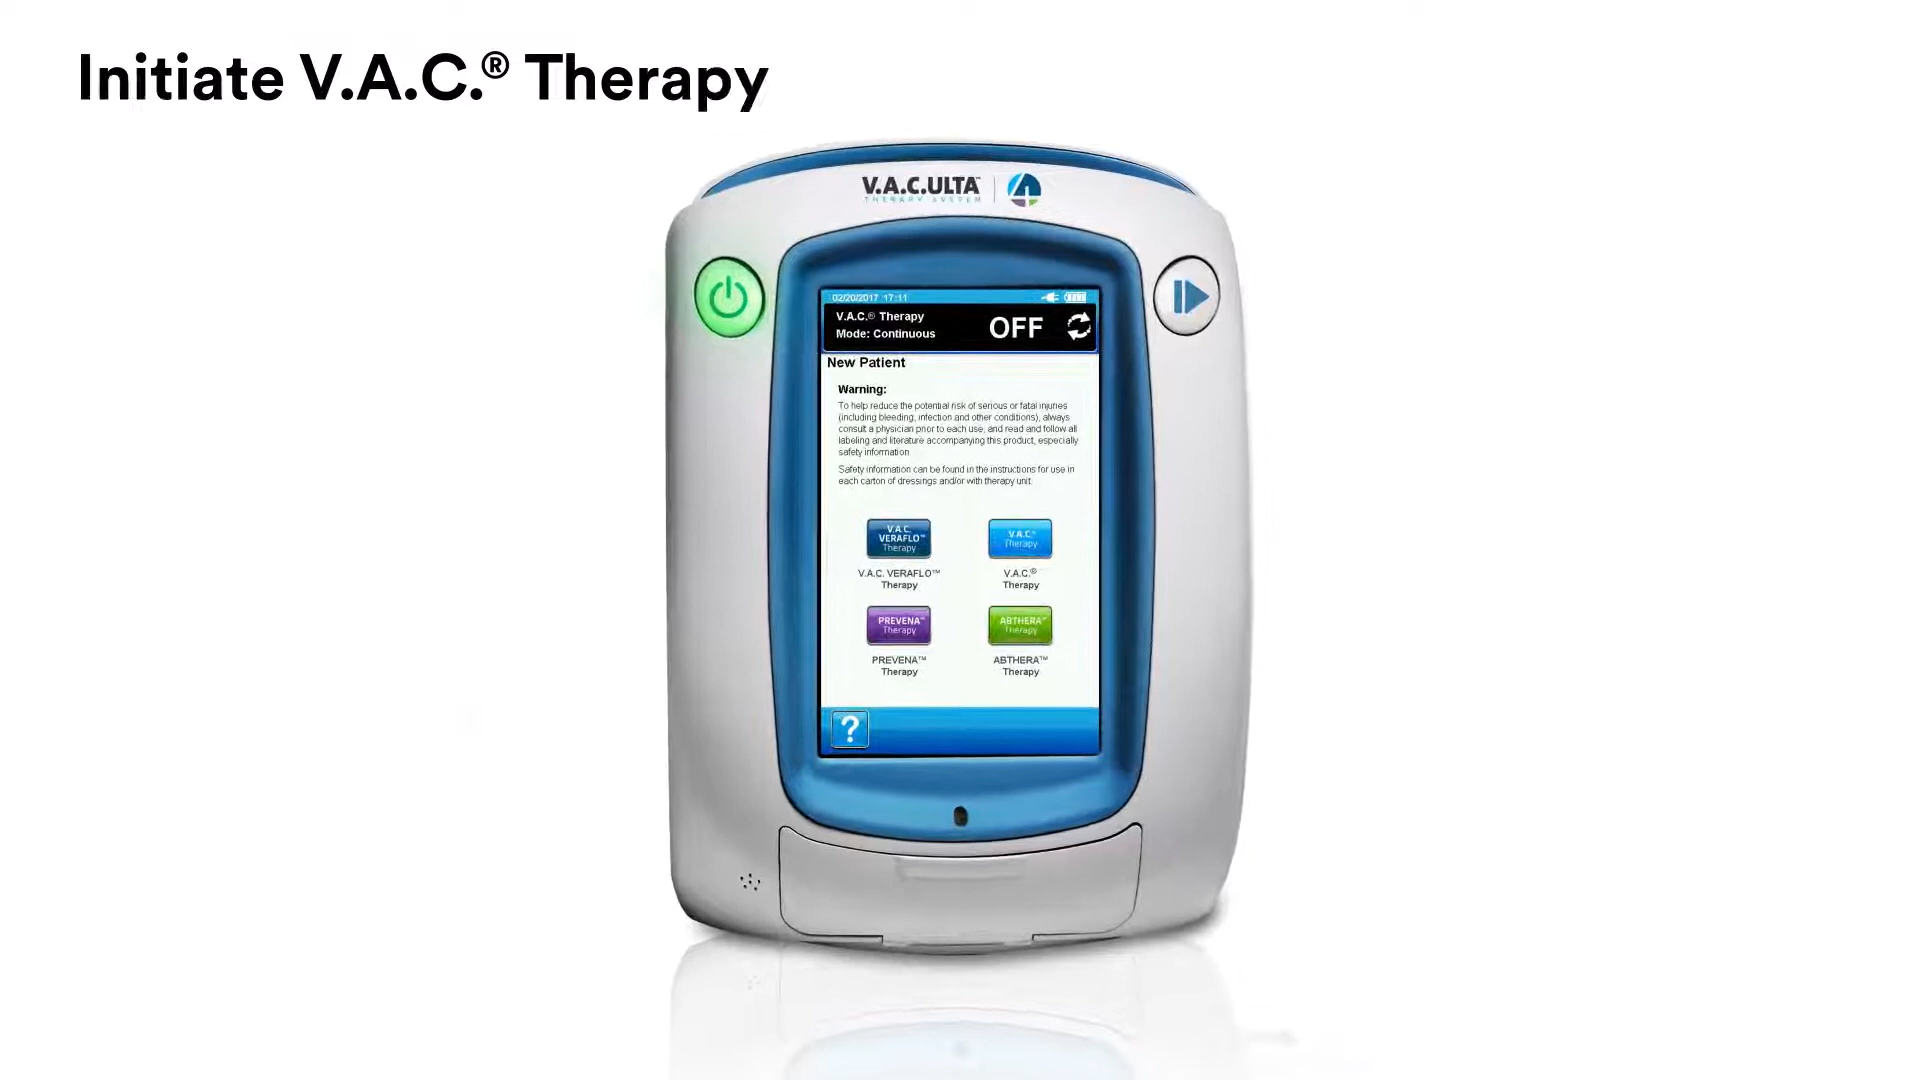 Initiate V.A.C.® Therapy
V.A.C.ULTA™
THERAPY SYSTEM
4
02/20/2017 17:11
V.A.C.® Therapy
Mode: Continuous
OFF
New Patient
Warning:
To help reduce the potential risk of serious or fatal injuries
(including bleeding, infection and other conditions), always
consult a physician prior to each use, and read and follow all
labeling and literature accompanying this product, especially
safety information.
Safety information can be found in the instructions for use in
each carton of dressings and/or with therapy unit.
V.A.C.
VERAFLO™
Therapy
V.A.C.®
Therapy
V.A.C. VERAFLO™
Therapy
V.A.C.®
Therapy
PREVENA™
Therapy
ABTHERA™
Therapy
PREVENA™
Therapy
ABTHERA™
Therapy
?